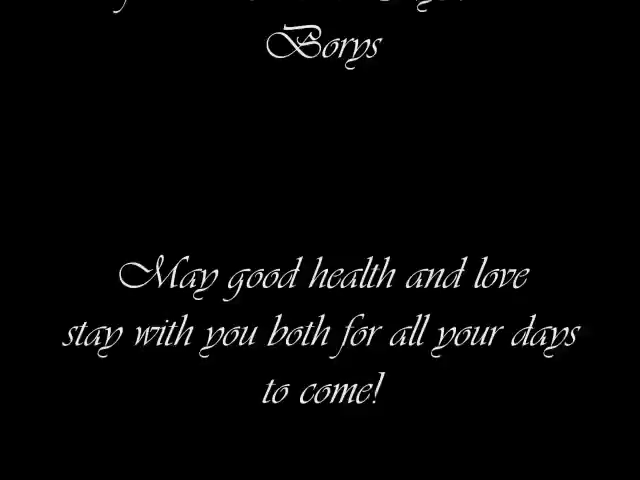 Borys
May good health and love
stay with you both for all your days
to come!